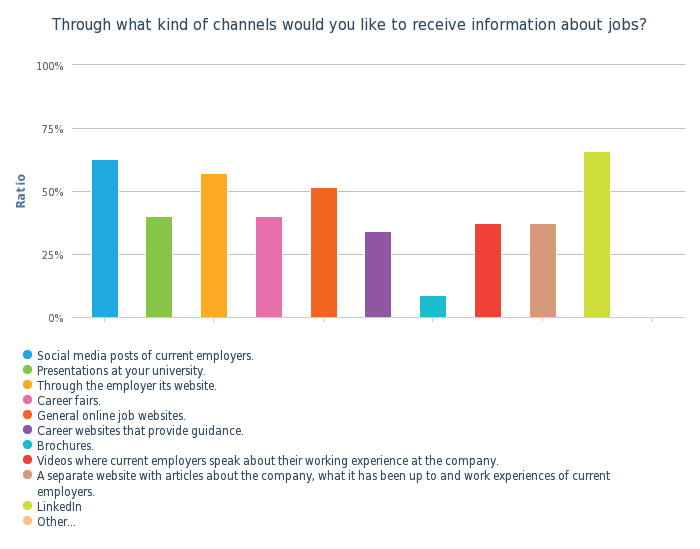 Through what kind of channels would you like to receive information about jobs?
100%
75%
50%
25%
0%
Ratio
Social media posts of current employers.
Presentations at your university.
Through the employer its website.
Career fairs.
General online job websites.
Career websites that provide guidance.
Brochures.
Videos where current employers speak about their working experience at the company.
A separate website with articles about the company, what it has been up to and work experiences of current
employers.
LinkedIn
Other...